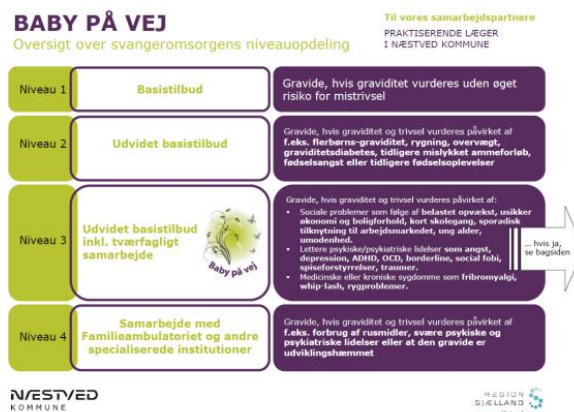 BABY PÅ VEJ
Oversigt over svangeromsorgens niveauopdeling
Til vores samarbejdspartnere
PRAKTISERENDE LÆGER
I NÆSTVED KOMMUNE
Niveau 1
Basistilbud
Gravide, hvis graviditet vurderes uden øget
risiko for mistrivsel
Niveau 2
Udvidet basistilbud
Gravide, hvis graviditet og trivsel vurderes påvirket af
f.eks. flerbørns-graviditet, rygning, overvægt,
graviditetsdiabetes, tidligere mislykket ammeforløb,
fødselsangst eller tidligere fødselsoplevelser
Niveau 3
Udvidet basistilbud
inkl. tværfagligt
samarbejde
Baby på vej
Gravide, hvis graviditet og trivsel vurderes påvirket af:
• Sociale problemer som følge af belastet opvækst, usikker
økonomi og boligforhold, kort skolegang, sporadisk
tilknytning til arbejdsmarkedet, ung alder,
umodenhed.
• Lettere psykiske/psykiatriske lidelser som angst,
depression, ADHD, OCD, borderline, social fobi,
spiseforstyrrelser, traumer.
• Medicinske eller kroniske sygdomme som fribromyalgi,
whip-lash, rygproblemer.
... hvis ja,
se bagsiden
Niveau 4
Samarbejde med
Familieambulatoriet og andre
specialiserede institutioner
Gravide, hvis graviditet og trivsel vurderes påvirket af
f.eks. forbrug af rusmidler, svære psykiske og
psykiatriske lidelser eller at den gravide er
udviklingshæmmet
NÆSTVED
KOMMUNE
REGION
SJÆLLAND